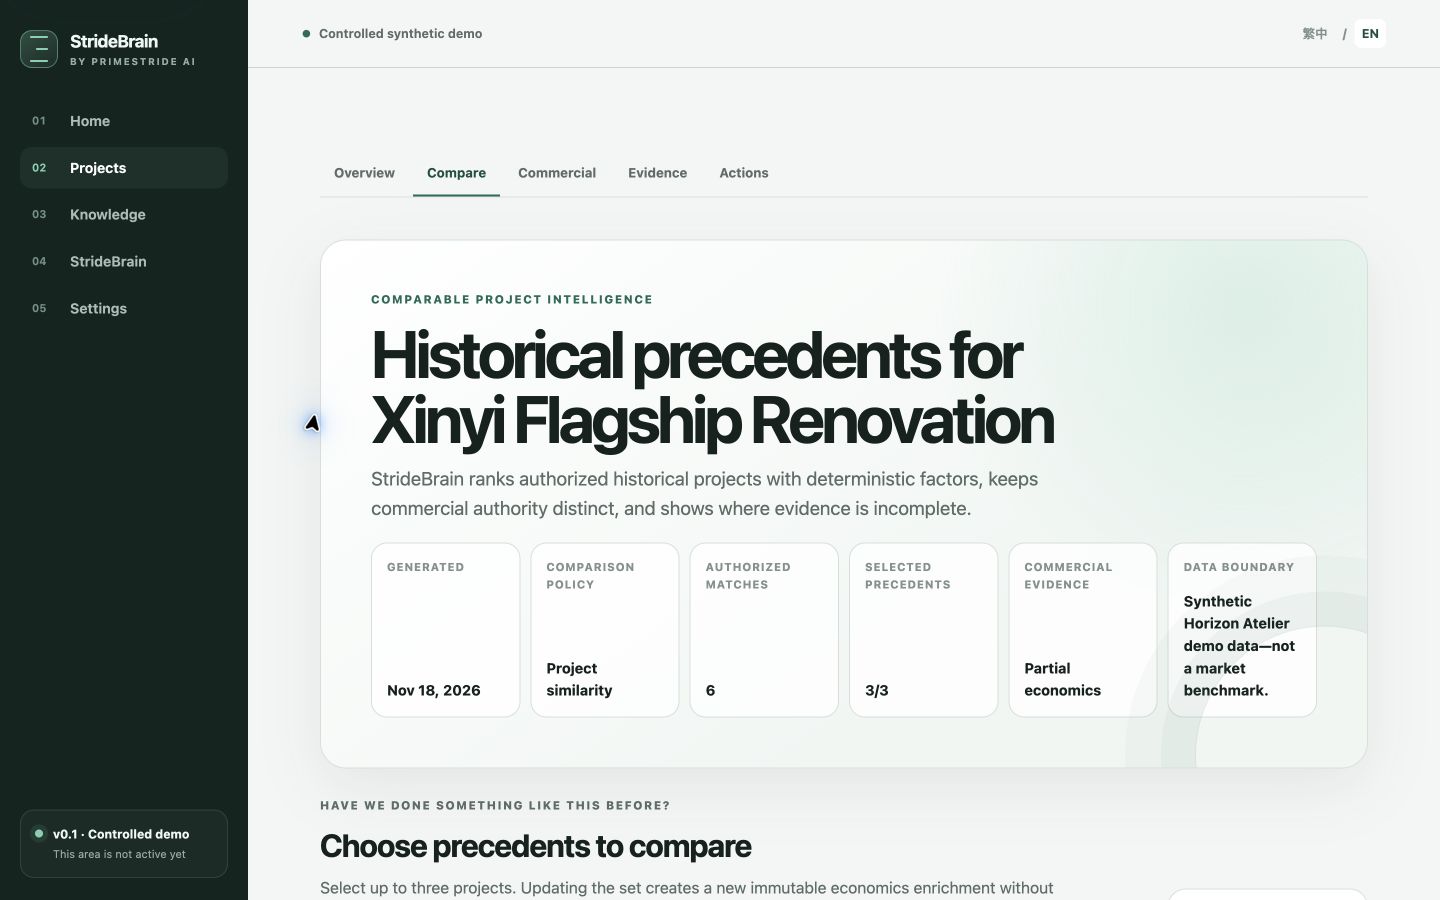 StrideBrain
BY PRIMESTRIDE AI
01 Home
02 Projects
03 Knowledge
04 StrideBrain
05 Settings
v0.1 · Controlled demo
This area is not active yet
Controlled synthetic demo
繁中 / EN
Overview Compare Commercial Evidence Actions
COMPARABLE PROJECT INTELLIGENCE
Historical precedents for
Xinyi Flagship Renovation
StrideBrain ranks authorized historical projects with deterministic factors, keeps
commercial authority distinct, and shows where evidence is incomplete.
GENERATED
Nov 18, 2026
COMPARISON
POLICY
Project
similarity
AUTHORIZED
MATCHES
6
SELECTED
PRECEDENTS
3/3
COMMERCIAL
EVIDENCE
Partial
economics
DATA BOUNDARY
Synthetic
Horizon Atelier
demo data—not
a market
benchmark.
HAVE WE DONE SOMETHING LIKE THIS BEFORE?
Choose precedents to compare
Select up to three projects. Updating the set creates a new immutable economics enrichment without